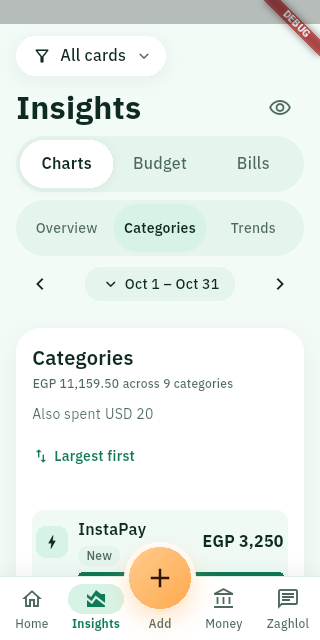 DEBUG
All cards
Insights
Charts Budget Bills
Overview Categories Trends
Oct 1 – Oct 31
Categories
EGP 11,159.50 across 9 categories
Also spent USD 20
Largest first
InstaPay
EGP 3,250
New
Home Insights Add Money Zaghlol